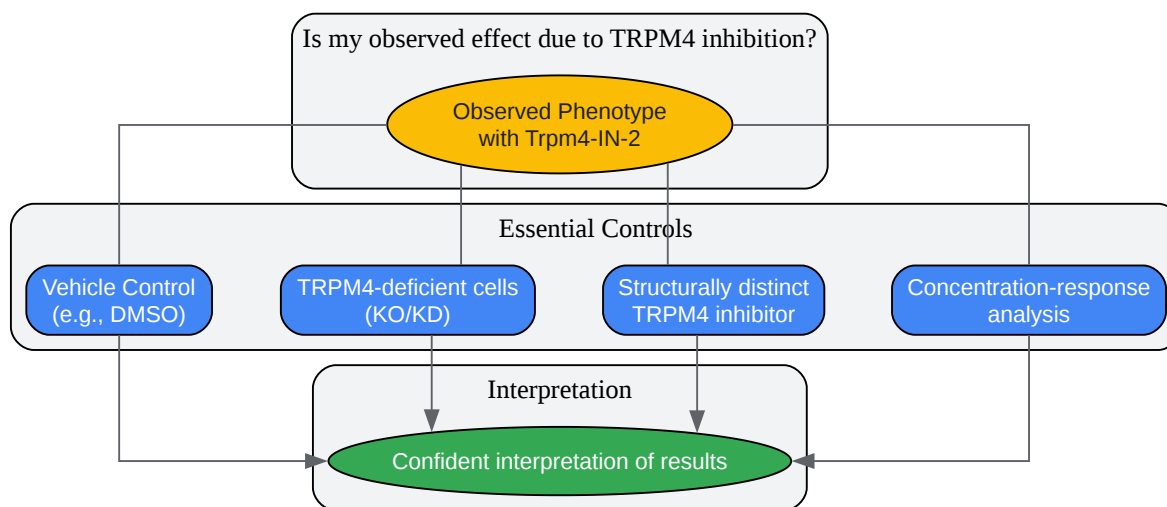 Is my observed effect due to TRPM4 inhibition?
Observed Phenotype
with Trpm4-IN-2
Essential Controls
Vehicle Control
(e.g., DMSO)
TRPM4-deficient cells
(KO/KD)
Structurally distinct
TRPM4 inhibitor
Concentration-response
analysis
Interpretation
Confident interpretation of results